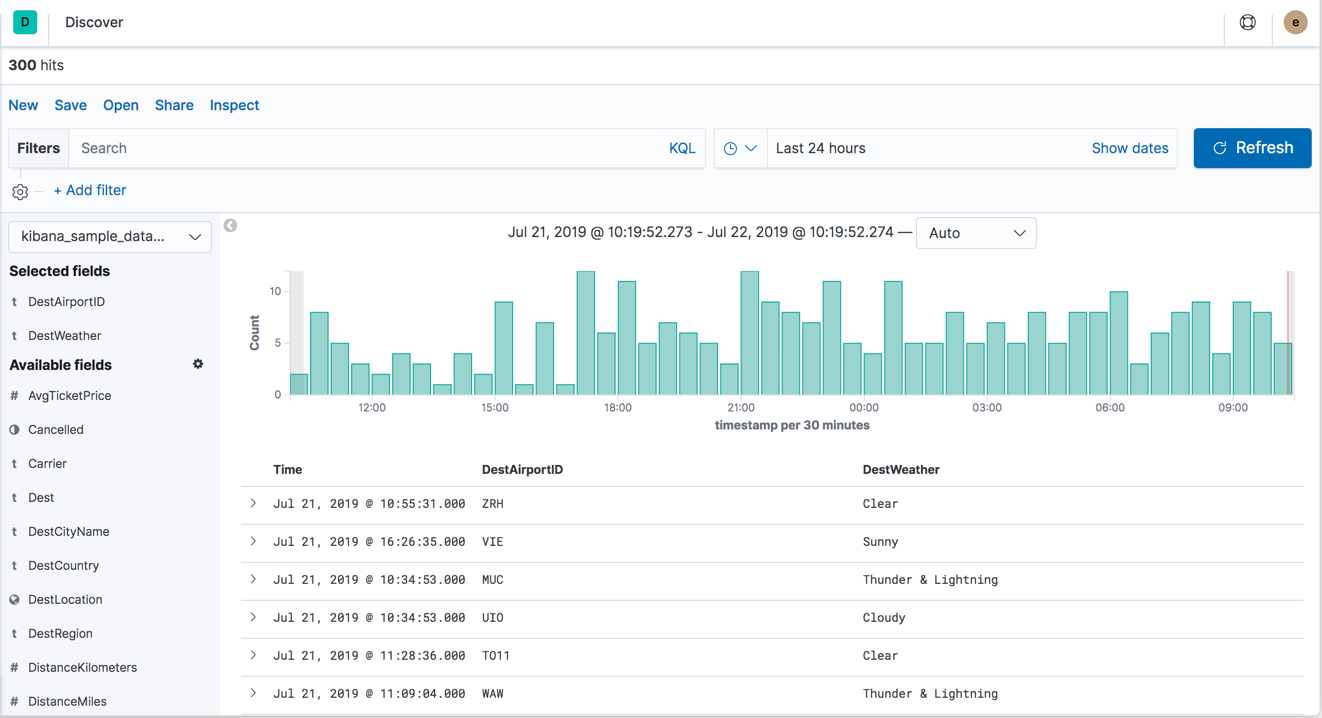 D Discover e
300 hits
New Save Open Share Inspect
Filters Search KQL Last 24 hours Show dates Refresh
+ Add filter
kibana_sample_data...
Selected fields
t DestAirportID
t DestWeather
Available fields
# AvgTicketPrice
Cancelled
t Carrier
t Dest
t DestCityName
t DestCountry
DestLocation
t DestRegion
# DistanceKilometers
# DistanceMiles
Jul 21, 2019 @ 10:19:52.273 - Jul 22, 2019 @ 10:19:52.274 — Auto
Count
10
5
0
12:00 15:00 18:00 21:00 00:00 03:00 06:00 09:00
timestamp per 30 minutes
Time DestAirportID DestWeather
Jul 21, 2019 @ 10:55:31.000 ZRH Clear
Jul 21, 2019 @ 16:26:35.000 VIE Sunny
Jul 21, 2019 @ 10:34:53.000 MUC Thunder & Lightning
Jul 21, 2019 @ 10:34:53.000 UIO Cloudy
Jul 21, 2019 @ 11:28:36.000 TO11 Clear
Jul 21, 2019 @ 11:09:04.000 WAW Thunder & Lightning